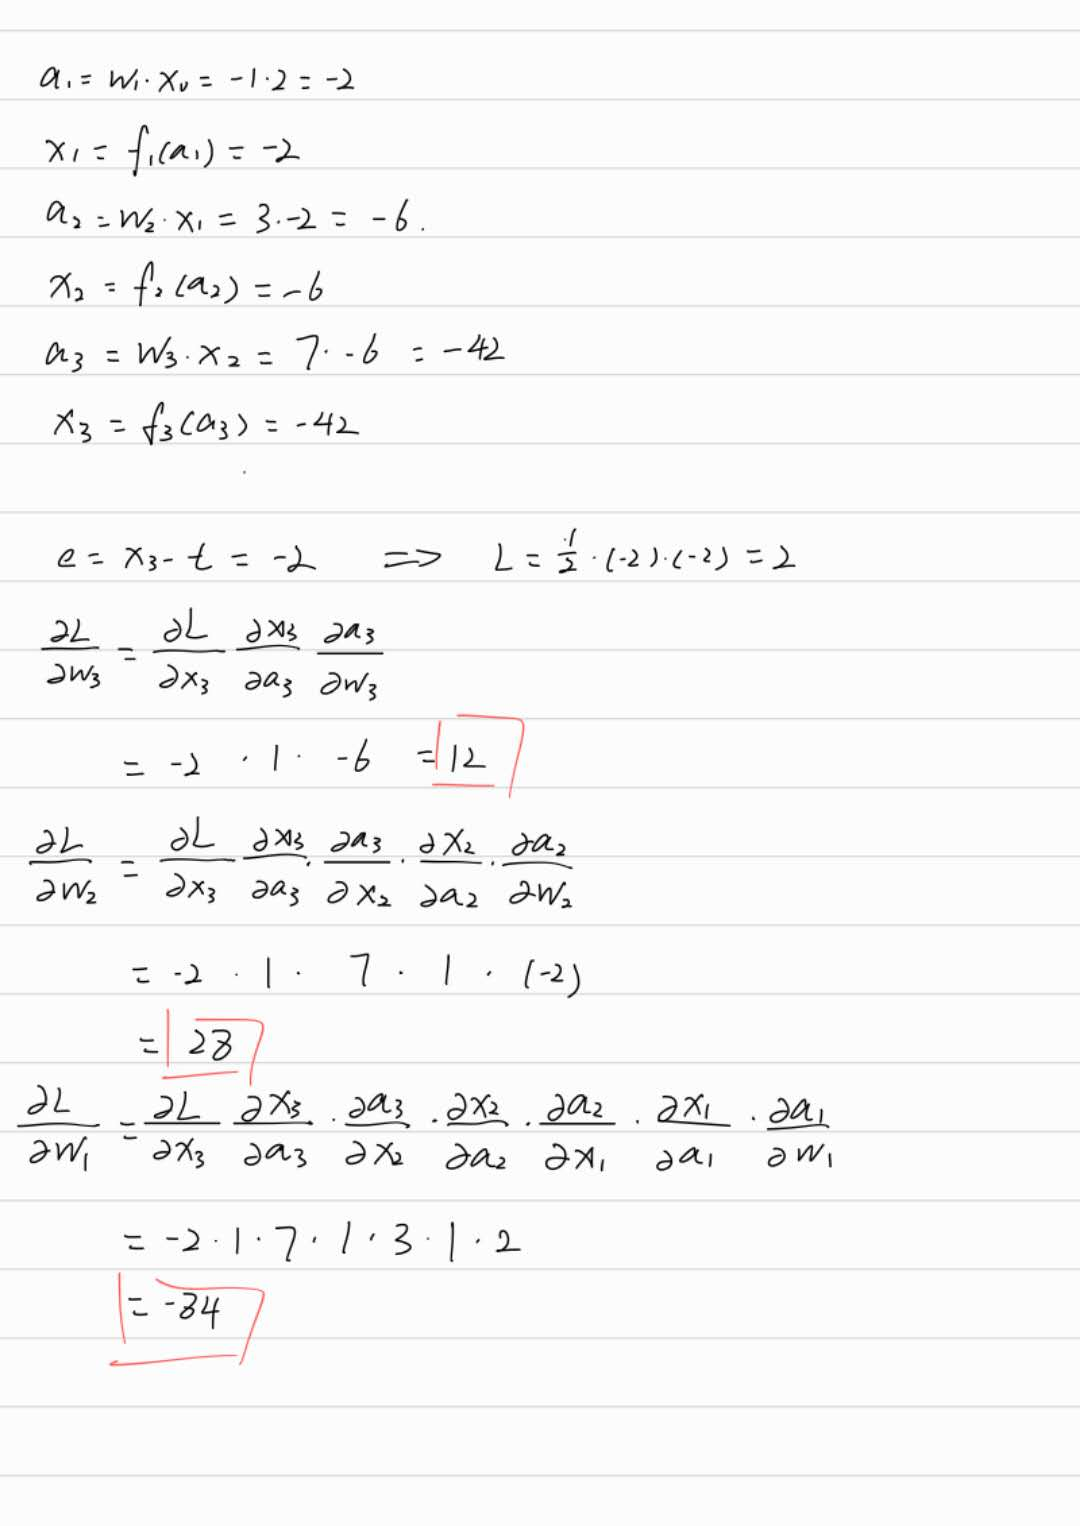 a₁ = w₁·x₀ = -1·2 = -2
x₁ = f₁(a₁) = -2
a₂ = w₂·x₁ = 3·-2 = -6.
x₂ = f₂(a₂) = -6
a₃ = w₃·x₂ = 7·-6 = -42
x₃ = f₃(a₃) = -42
e = x₃ - t = -2 ⇒ L = 1/2·(-2)·(-2) = 2
∂L/∂w₃ = ∂L/∂x₃ ∂x₃/∂a₃ ∂a₃/∂w₃
= -2 · 1 · -6 = 12
∂L/∂w₂ = ∂L/∂x₃ ∂x₃/∂a₃ · ∂a₃/∂x₂ · ∂x₂/∂a₂ · ∂a₂/∂w₂
= -2 · 1 · 7 · 1 · (-2)
= 28
∂L/∂w₁ = ∂L/∂x₃ ∂x₃/∂a₃ · ∂a₃/∂x₂ · ∂x₂/∂a₂ · ∂a₂/∂x₁ · ∂x₁/∂a₁ · ∂a₁/∂w₁
= -2·1·7·1·3·1·2
= -84